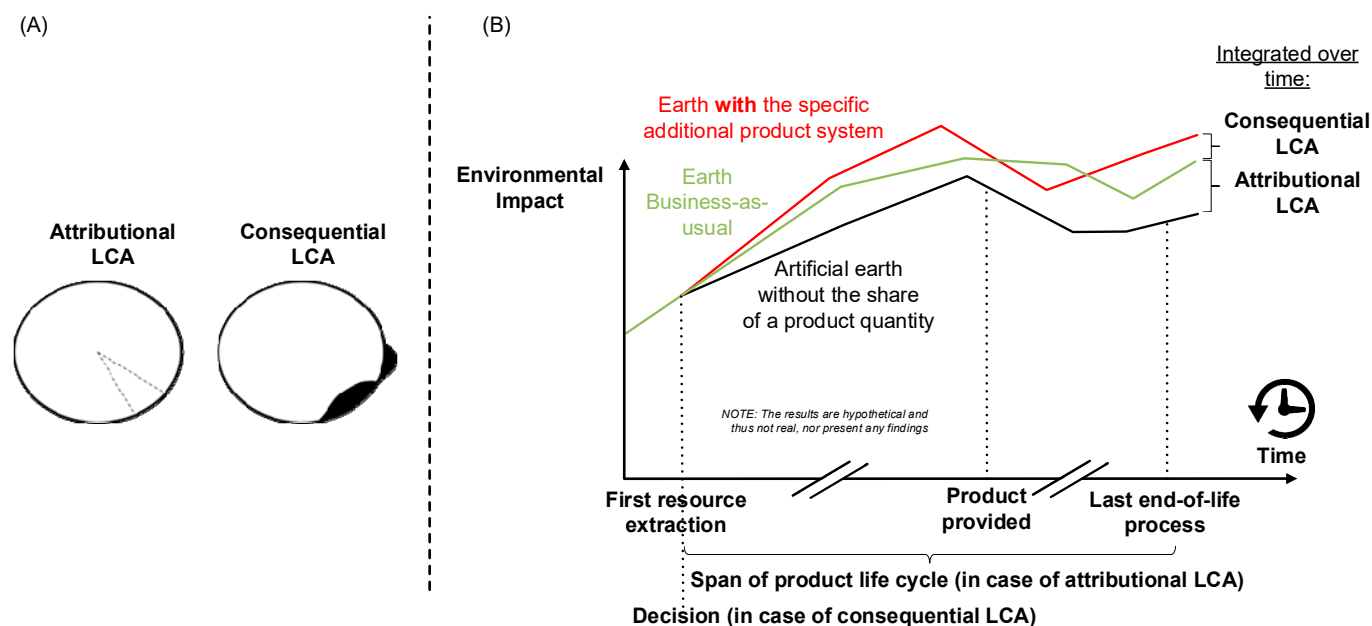 (A)
Attributional
LCA
Consequential
LCA
(B)
Integrated over
time:
Earth with the specific
additional product system
Consequential
LCA
Environmental
Impact
Earth
Business-as-
usual
Attributional
LCA
Artificial earth
without the share
of a product quantity
NOTE: The results are hypothetical and
thus not real, nor present any findings
Time
First resource
extraction
Product
provided
Last end-of-life
process
Span of product life cycle (in case of attributional LCA)
Decision (in case of consequential LCA)